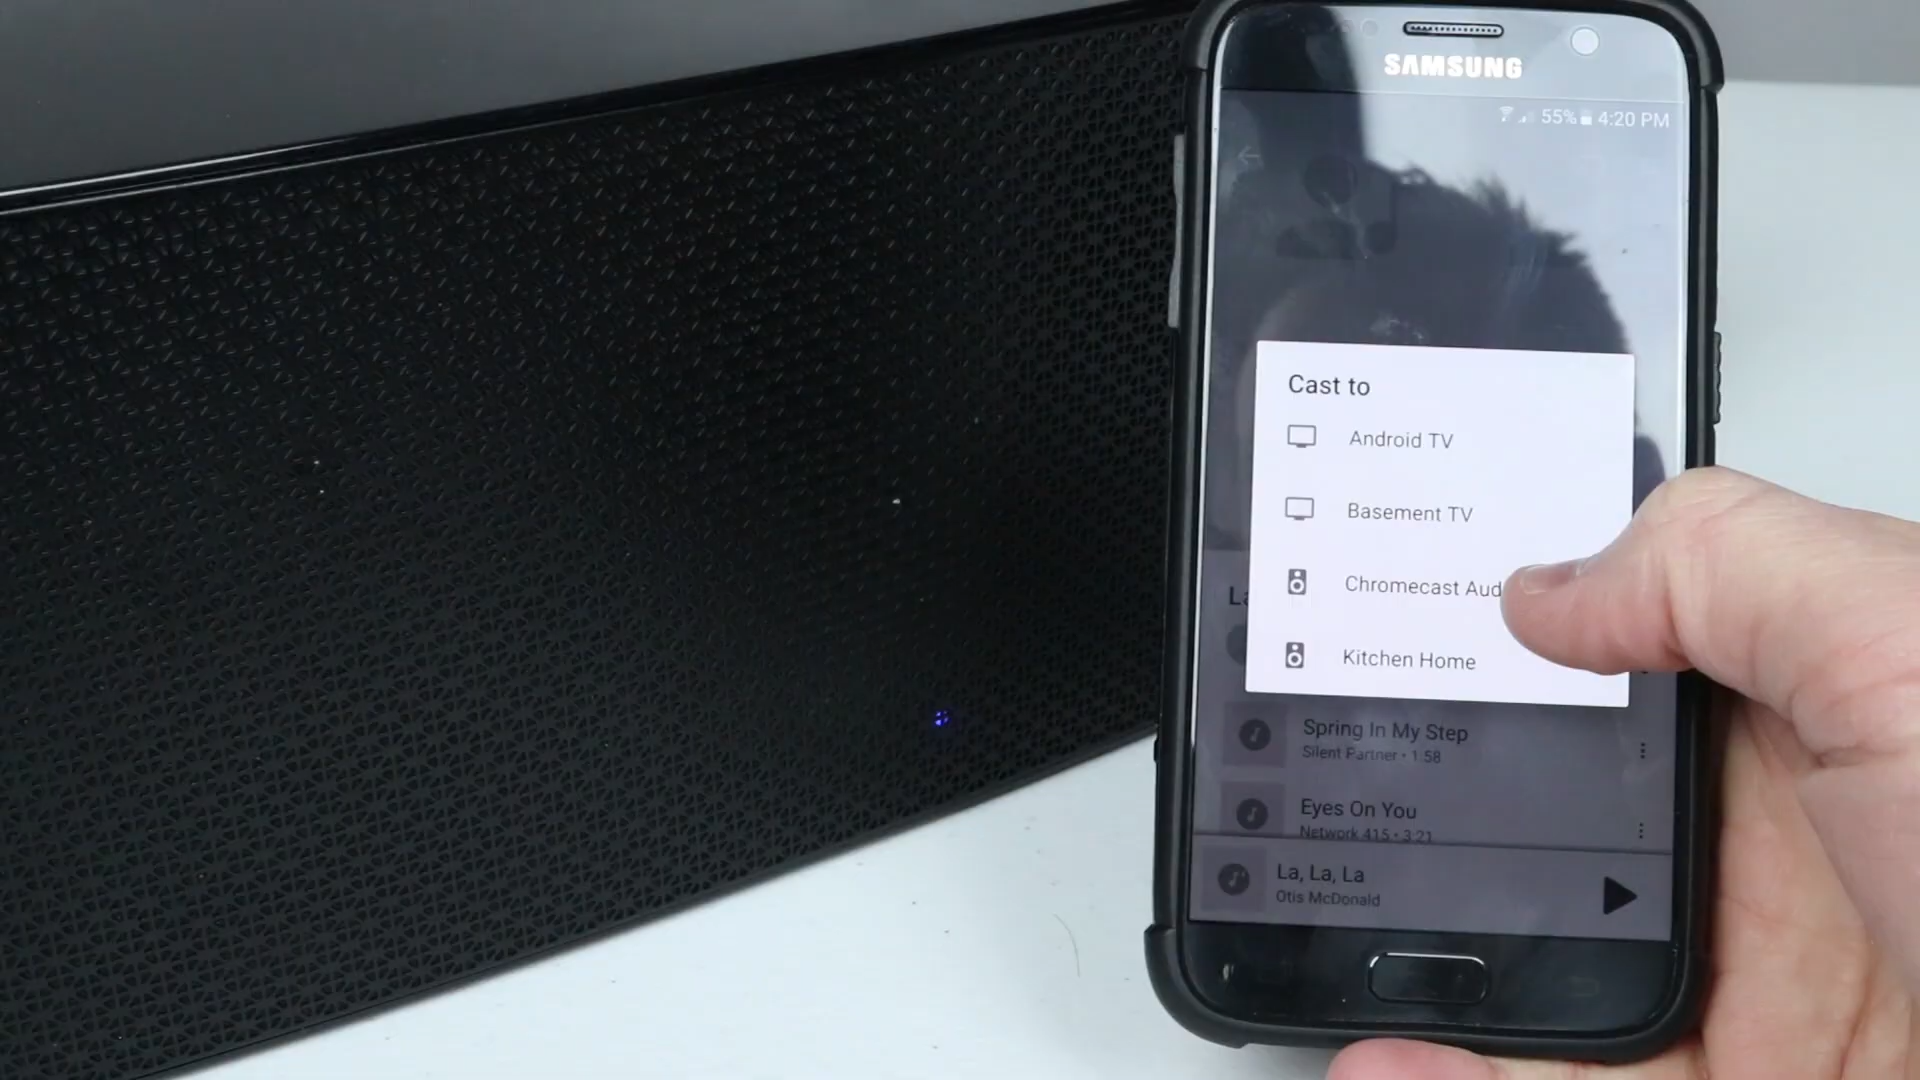 SAMSUNG
55% 4:20 PM
Cast to
Android TV
Basement TV
Chromecast Aud
Kitchen Home
La
Spring In My Step
Silent Partner • 1:58
Eyes On You
Network 415 • 3:21
La, La, La
Otis McDonald